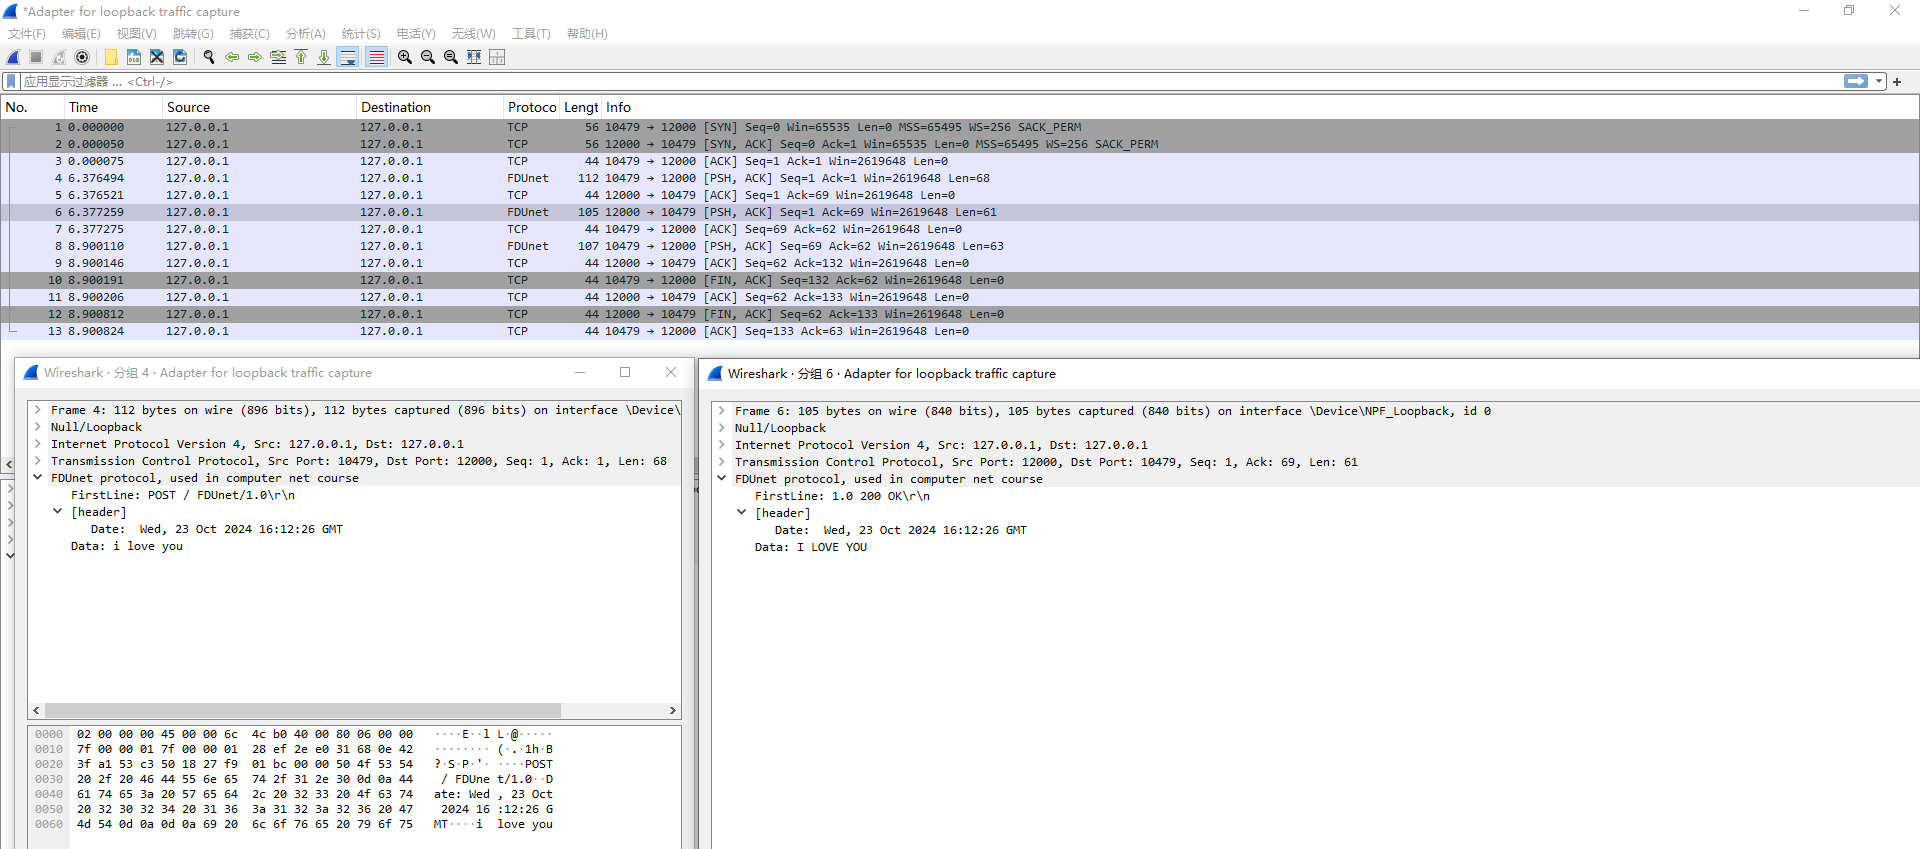 *Adapter for loopback traffic capture
文件(F) 编辑(E) 视图(V) 跳转(G) 捕获(C) 分析(A) 统计(S) 电话(Y) 无线(W) 工具(T) 帮助(H)
应用显示过滤器 … <Ctrl-/>
No. Time Source Destination Protoco Lengt Info
1 0.000000 127.0.0.1 127.0.0.1 TCP 56 10479 → 12000 [SYN] Seq=0 Win=65535 Len=0 MSS=65495 WS=256 SACK_PERM
2 0.000050 127.0.0.1 127.0.0.1 TCP 56 12000 → 10479 [SYN, ACK] Seq=0 Ack=1 Win=65535 Len=0 MSS=65495 WS=256 SACK_PERM
3 0.000075 127.0.0.1 127.0.0.1 TCP 44 10479 → 12000 [ACK] Seq=1 Ack=1 Win=2619648 Len=0
4 6.376494 127.0.0.1 127.0.0.1 FDUnet 112 10479 → 12000 [PSH, ACK] Seq=1 Ack=1 Win=2619648 Len=68
5 6.376521 127.0.0.1 127.0.0.1 TCP 44 12000 → 10479 [ACK] Seq=1 Ack=69 Win=2619648 Len=0
6 6.377259 127.0.0.1 127.0.0.1 FDUnet 105 12000 → 10479 [PSH, ACK] Seq=1 Ack=69 Win=2619648 Len=61
7 6.377275 127.0.0.1 127.0.0.1 TCP 44 10479 → 12000 [ACK] Seq=69 Ack=62 Win=2619648 Len=0
8 8.900110 127.0.0.1 127.0.0.1 FDUnet 107 10479 → 12000 [PSH, ACK] Seq=69 Ack=62 Win=2619648 Len=63
9 8.900146 127.0.0.1 127.0.0.1 TCP 44 12000 → 10479 [ACK] Seq=62 Ack=132 Win=2619648 Len=0
10 8.900191 127.0.0.1 127.0.0.1 TCP 44 10479 → 12000 [FIN, ACK] Seq=132 Ack=62 Win=2619648 Len=0
11 8.900206 127.0.0.1 127.0.0.1 TCP 44 12000 → 10479 [ACK] Seq=62 Ack=133 Win=2619648 Len=0
12 8.900812 127.0.0.1 127.0.0.1 TCP 44 12000 → 10479 [FIN, ACK] Seq=62 Ack=133 Win=2619648 Len=0
13 8.900824 127.0.0.1 127.0.0.1 TCP 44 10479 → 12000 [ACK] Seq=133 Ack=63 Win=2619648 Len=0
Wireshark · 分组 4 · Adapter for loopback traffic capture
Frame 4: 112 bytes on wire (896 bits), 112 bytes captured (896 bits) on interface \Device\
Null/Loopback
Internet Protocol Version 4, Src: 127.0.0.1, Dst: 127.0.0.1
Transmission Control Protocol, Src Port: 10479, Dst Port: 12000, Seq: 1, Ack: 1, Len: 68
FDUnet protocol, used in computer net course
FirstLine: POST / FDUnet/1.0\r\n
[header]
Date:  Wed, 23 Oct 2024 16:12:26 GMT
Data: i love you
0000 02 00 00 00 45 00 00 6c 4c b0 40 00 80 06 00 00 ····E··l L·@·····
0010 7f 00 00 01 7f 00 00 01 28 ef 2e e0 31 68 0e 42 ········ (·.·1h·B
0020 3f a1 53 c3 50 18 27 f9 01 bc 00 00 50 4f 53 54 ?·S·P·'· ····POST
0030 20 2f 20 46 44 55 6e 65 74 2f 31 2e 30 0d 0a 44 / FDUne t/1.0··D
0040 61 74 65 3a 20 57 65 64 2c 20 32 33 20 4f 63 74 ate: Wed , 23 Oct
0050 20 32 30 32 34 20 31 36 3a 31 32 3a 32 36 20 47 2024 16 :12:26 G
0060 4d 54 0d 0a 0d 0a 69 20 6c 6f 76 65 20 79 6f 75 MT····i love you
Wireshark · 分组 6 · Adapter for loopback traffic capture
Frame 6: 105 bytes on wire (840 bits), 105 bytes captured (840 bits) on interface \Device\NPF_Loopback, id 0
Null/Loopback
Internet Protocol Version 4, Src: 127.0.0.1, Dst: 127.0.0.1
Transmission Control Protocol, Src Port: 12000, Dst Port: 10479, Seq: 1, Ack: 69, Len: 61
FDUnet protocol, used in computer net course
FirstLine: 1.0 200 OK\r\n
[header]
Date:  Wed, 23 Oct 2024 16:12:26 GMT
Data: I LOVE YOU